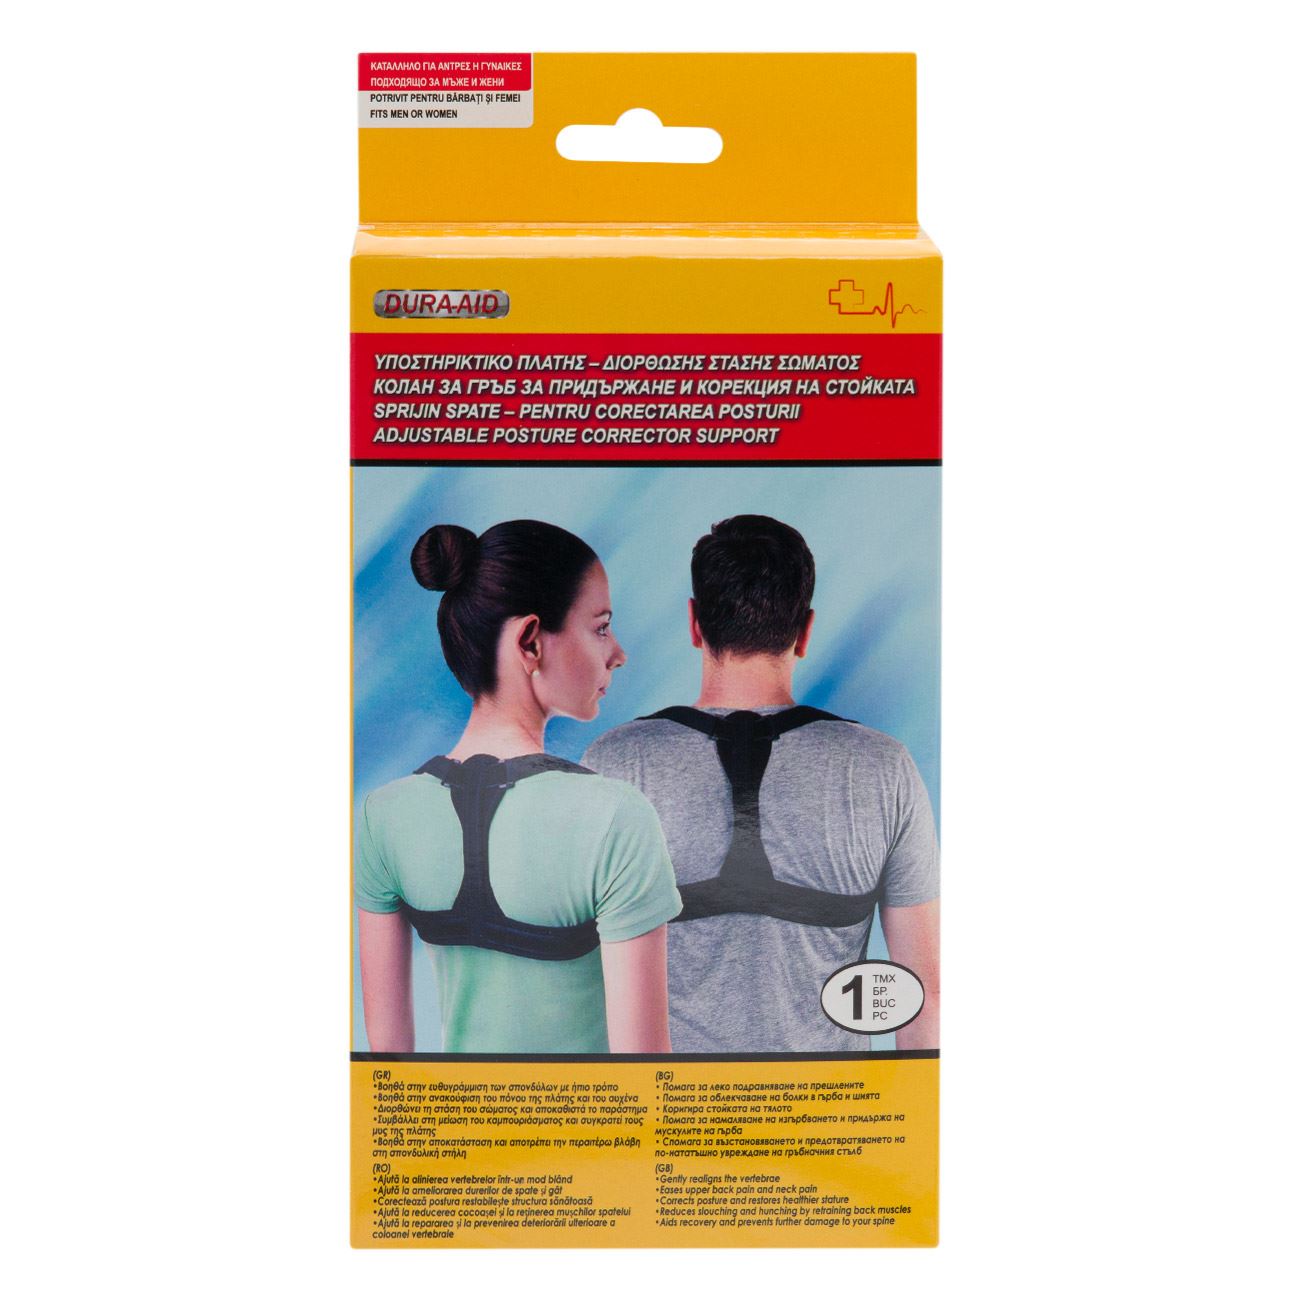 ΚΑΤΑΛΛΗΛΟ ΓΙΑ ΑΝΤΡΕΣ Η ΓΥΝΑΙΚΕΣ
ПОДХОДЯЩО ЗА МЪЖЕ И ЖЕНИ
POTRIVIT PENTRU BĂRBAȚI ȘI FEMEI
FITS MEN OR WOMEN
DURA-AID
ΥΠΟΣΤΗΡΙΚΤΙΚΟ ΠΛΑΤΗΣ – ΔΙΟΡΘΩΣΗΣ ΣΤΑΣΗΣ ΣΩΜΑΤΟΣ
КОЛАН ЗА ГРЪБ ЗА ПРИДЪРЖАНЕ И КОРЕКЦИЯ НА СТОЙКАТА
SPRIJIN SPATE – PENTRU CORECTAREA POSTURII
ADJUSTABLE POSTURE CORRECTOR SUPPORT
1 ΤΜΧ
БР.
BUC
PC
(GR)
•Βοηθά στην ευθυγράμμιση των σπονδύλων με ήπιο τρόπο
•Βοηθά στην ανακούφιση του πόνου της πλάτης και του αυχένα
•Διορθώνει τη στάση του σώματος και αποκαθιστά το παράστημα
•Συμβάλλει στη μείωση του καμπουριάσματος και συγκρατεί τους
μυς της πλάτης
•Βοηθά στην αποκατάσταση και αποτρέπει την περαιτέρω βλάβη
στη σπονδυλική στήλη
(RO)
•Ajută la alinierea vertebrelor într-un mod blând
•Ajută la ameliorarea durerilor de spate și gât
•Corectează postura restabilește structura sănătoasă
•Ajută la reducerea cocoașei și la reținerea mușchilor spatelui
•Ajută la repararea și la prevenirea deteriorării ulterioare a
coloanei vertebrale
(BG)
• Помага за леко подравняване на прешлените
• Помага за облекчаване на болки в гърба и шията
• Коригира стойката на тялото
• Помага за намаляване на изгърбването и придържа на
мускулите на гърба
• Спомага за възстановяването и предотвратяването на
по-нататъшно увреждане на гръбначния стълб
(GB)
•Gently realigns the vertebrae
•Eases upper back pain and neck pain
•Corrects posture and restores healthier stature
•Reduces slouching and hunching by retraining back muscles
•Aids recovery and prevents further damage to your spine